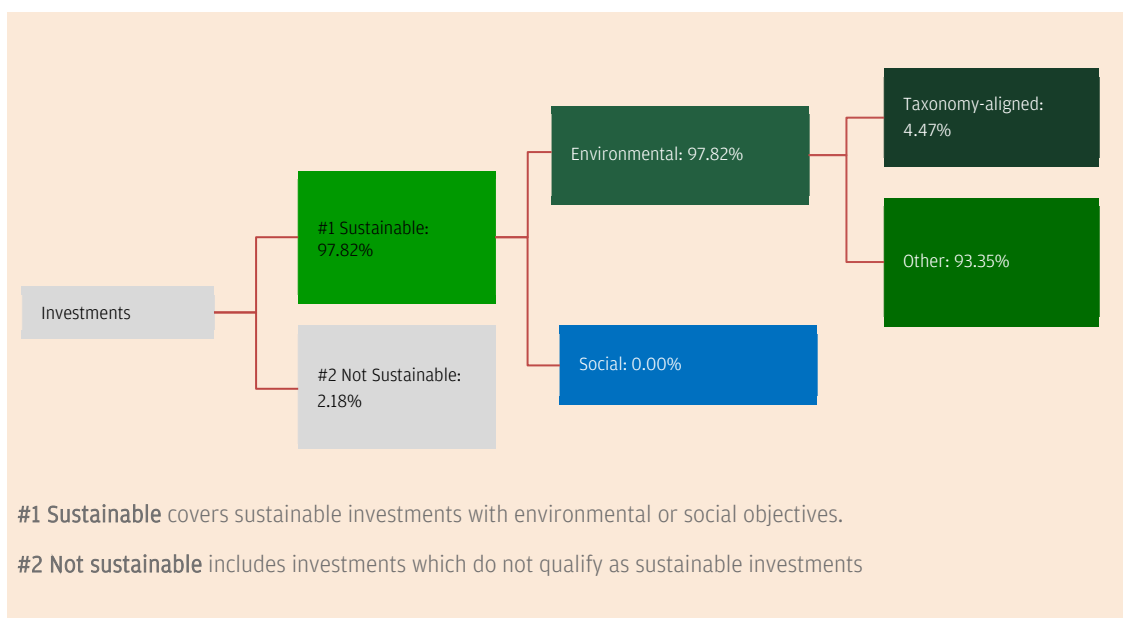 Investments
#1 Sustainable:
97.82%
#2 Not Sustainable:
2.18%
Environmental: 97.82%
Social: 0.00%
Taxonomy-aligned:
4.47%
Other: 93.35%
#1 Sustainable covers sustainable investments with environmental or social objectives.
#2 Not sustainable includes investments which do not qualify as sustainable investments